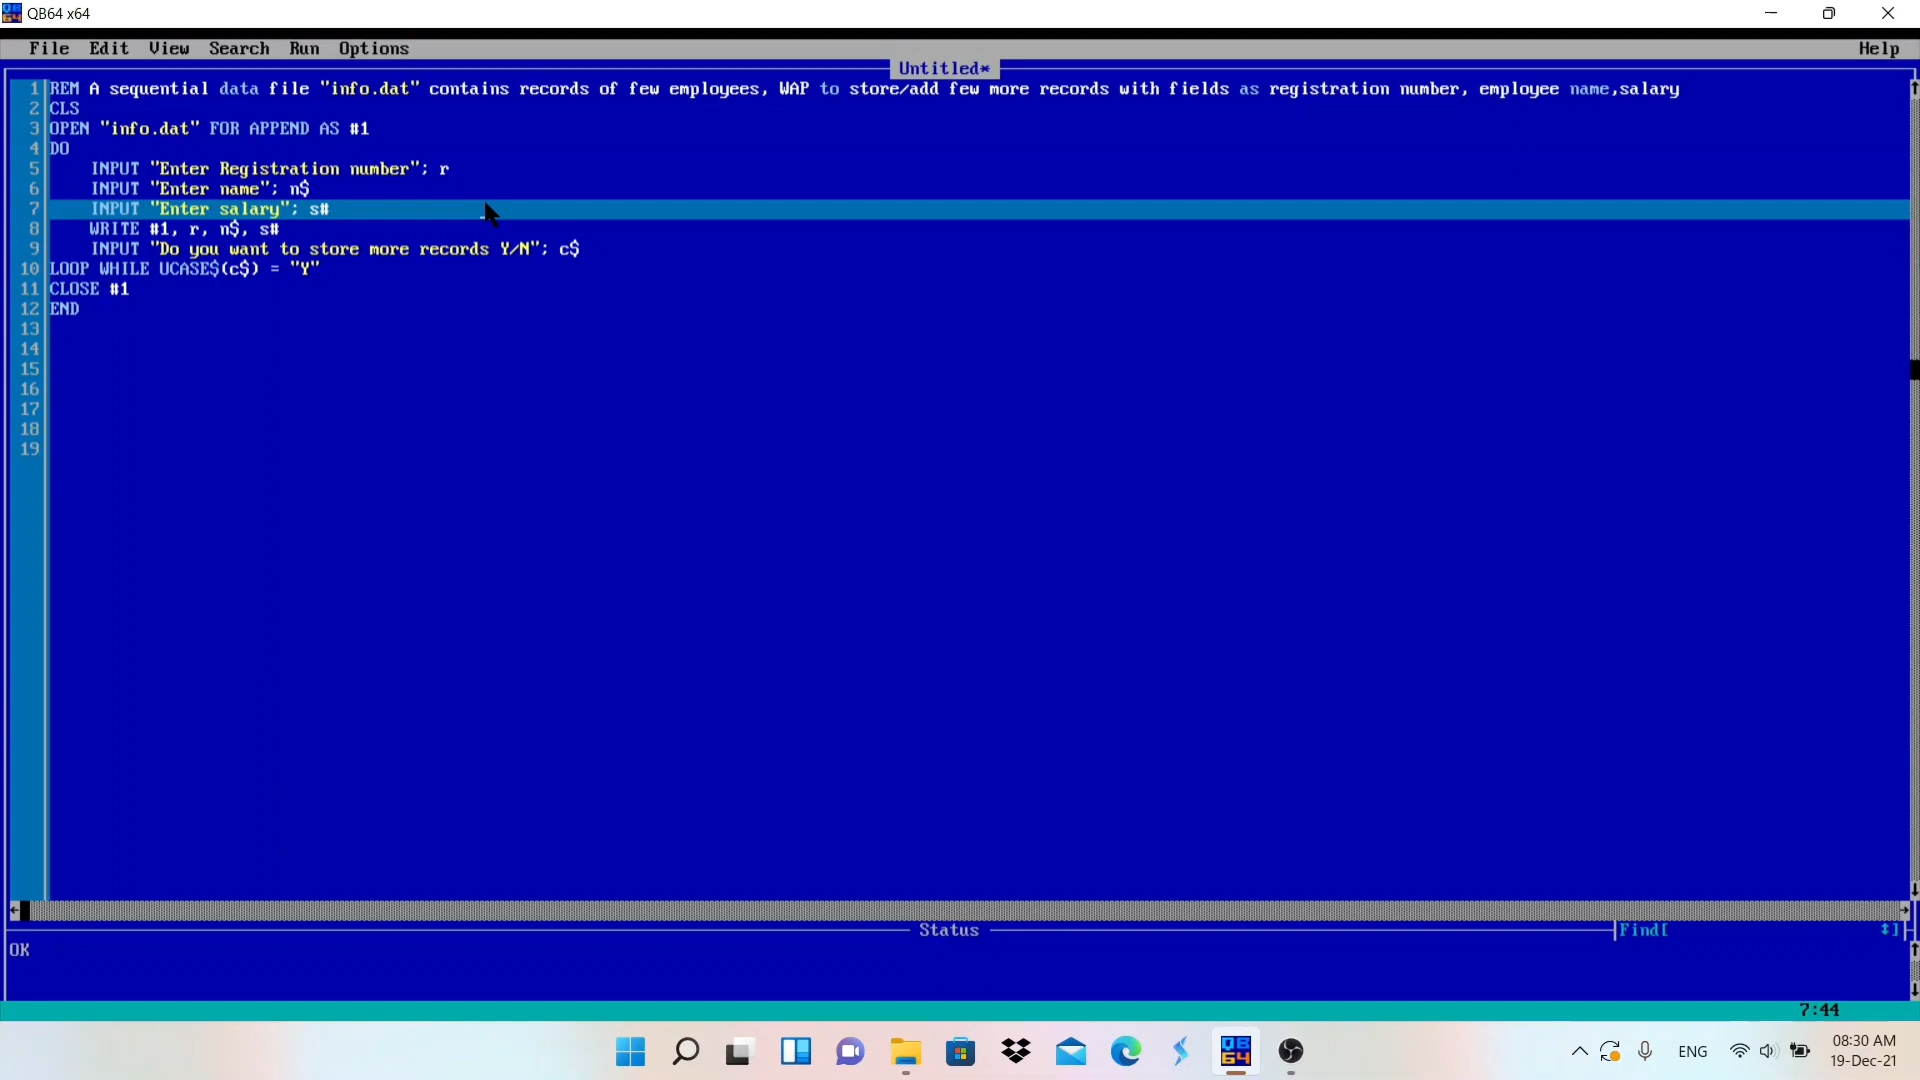 QB64 x64
File Edit View Search Run Options Help
Untitled*
1 REM A sequential data file "info.dat" contains records of few employees, WAP to store/add few more records with fields as registration number, employee name,salary
2 CLS
3 OPEN "info.dat" FOR APPEND AS #1
4 DO
5 INPUT "Enter Registration number"; r
6 INPUT "Enter name"; n$
7 INPUT "Enter salary"; s#
8 WRITE #1, r, n$, s#
9 INPUT "Do you want to store more records Y/N"; c$
10 LOOP WHILE UCASE$(c$) = "Y"
11 CLOSE #1
12 END
13
14
15
16
17
18
19
Status
Find[ ]
OK
7:44
QB64
ENG
08:30 AM
19-Dec-21